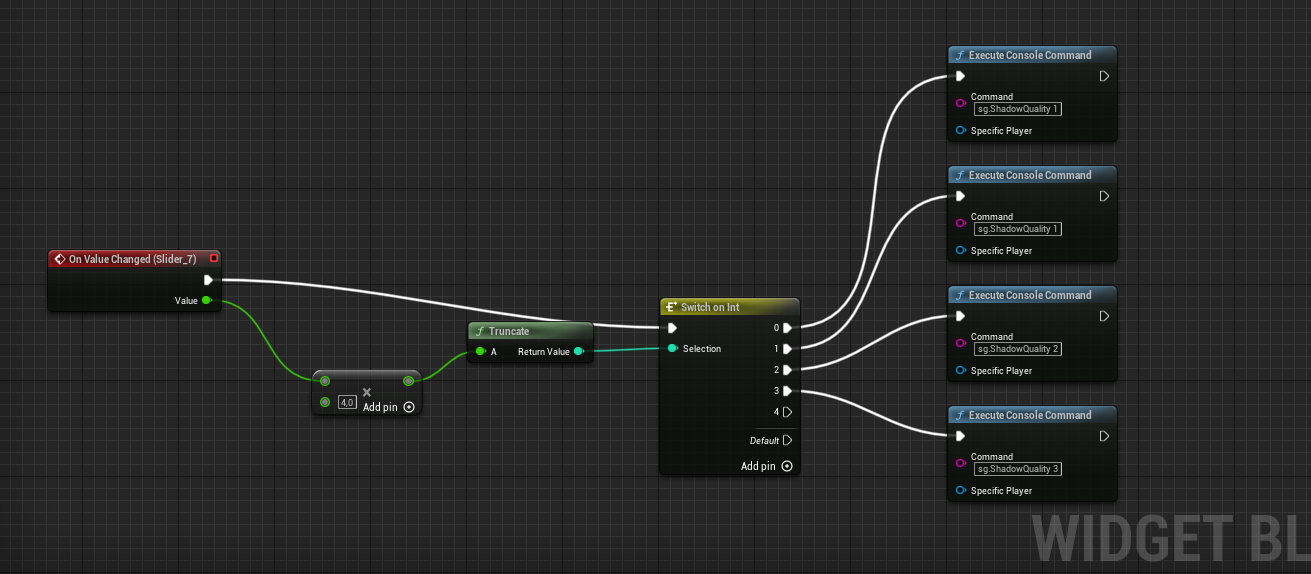 Execute Console Command
Command
sg.ShadowQuality 1
Specific Player
Execute Console Command
Command
sg.ShadowQuality 1
Specific Player
On Value Changed (Slider_7)
Value
Truncate
A Return Value
4,0
Add pin
Switch on Int
0
Selection 1
2
3
4
Default
Add pin
Execute Console Command
Command
sg.ShadowQuality 2
Specific Player
Execute Console Command
Command
sg.ShadowQuality 3
Specific Player
WIDGET BL